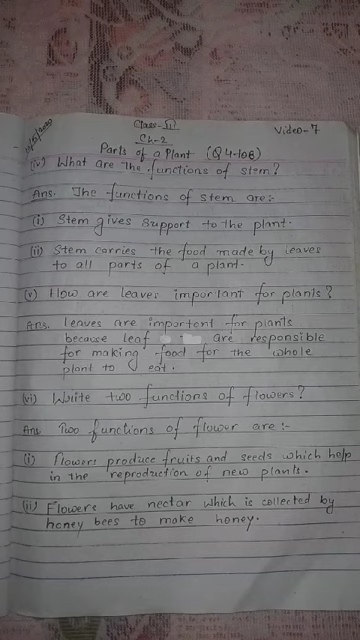 Class-III
Video-7
Ch-2
Parts of a Plant (Q4-10B)
(iv) What are the functions of stem?
Ans. The functions of stem are:-
(i) Stem gives support to the plant.
(ii) Stem carries the food made by leaves
to all parts of a plant.
(v) How are leaves important for plants?
Ans. leaves are important for plants
because leaf are responsible
for making food for the whole
plant to eat.
(vi) Write two functions of flowers?
Ans Two functions of flower are :-
(i) Flowers produce fruits and seeds which help
in the reproduction of new plants.
(ii) Flowers have nectar which is collected by
honey bees to make honey.